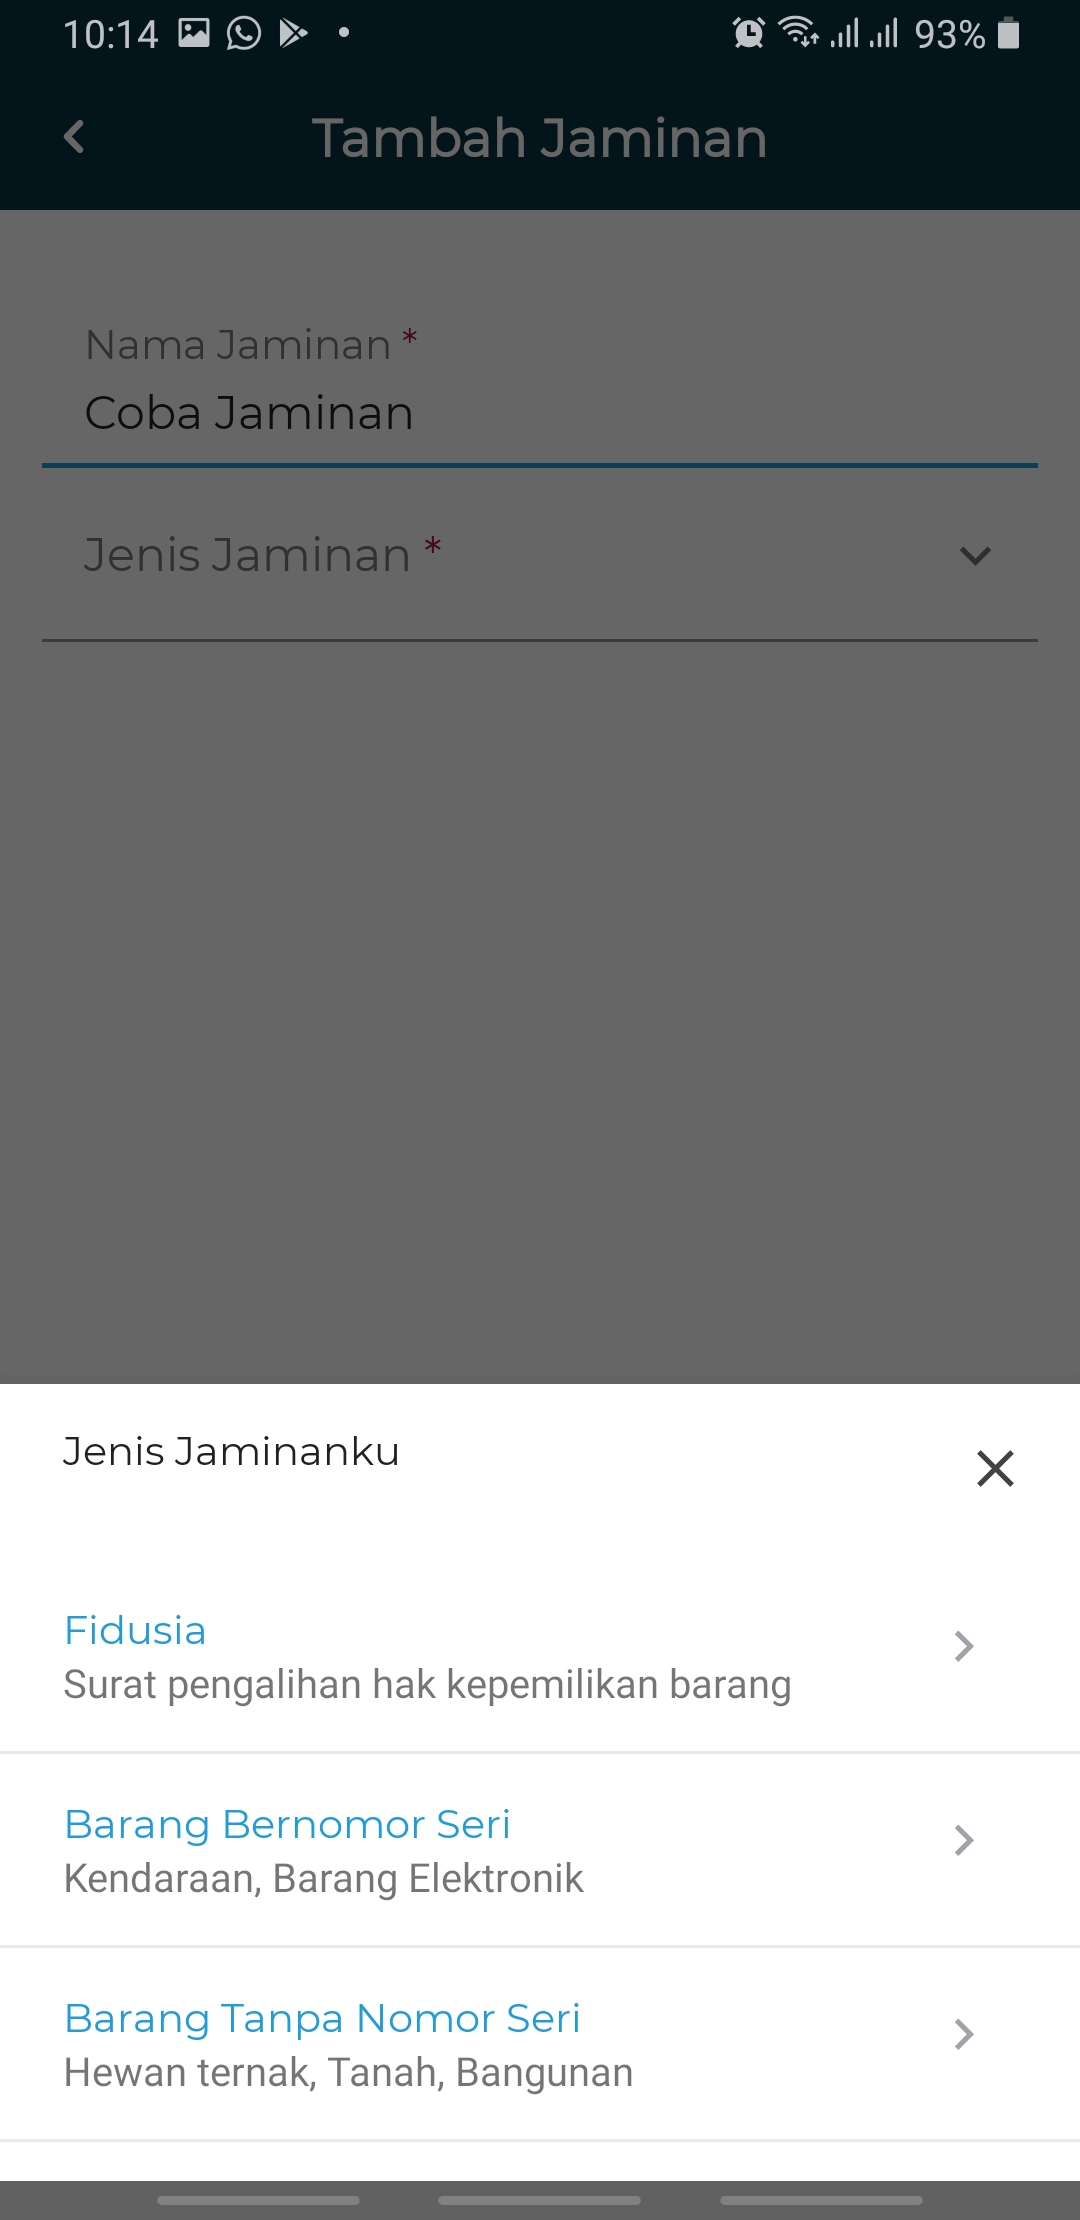 10:14 93%
Tambah Jaminan
Nama Jaminan *
Coba Jaminan
Jenis Jaminan *
Jenis Jaminanku
Fidusia
Surat pengalihan hak kepemilikan barang
Barang Bernomor Seri
Kendaraan, Barang Elektronik
Barang Tanpa Nomor Seri
Hewan ternak, Tanah, Bangunan